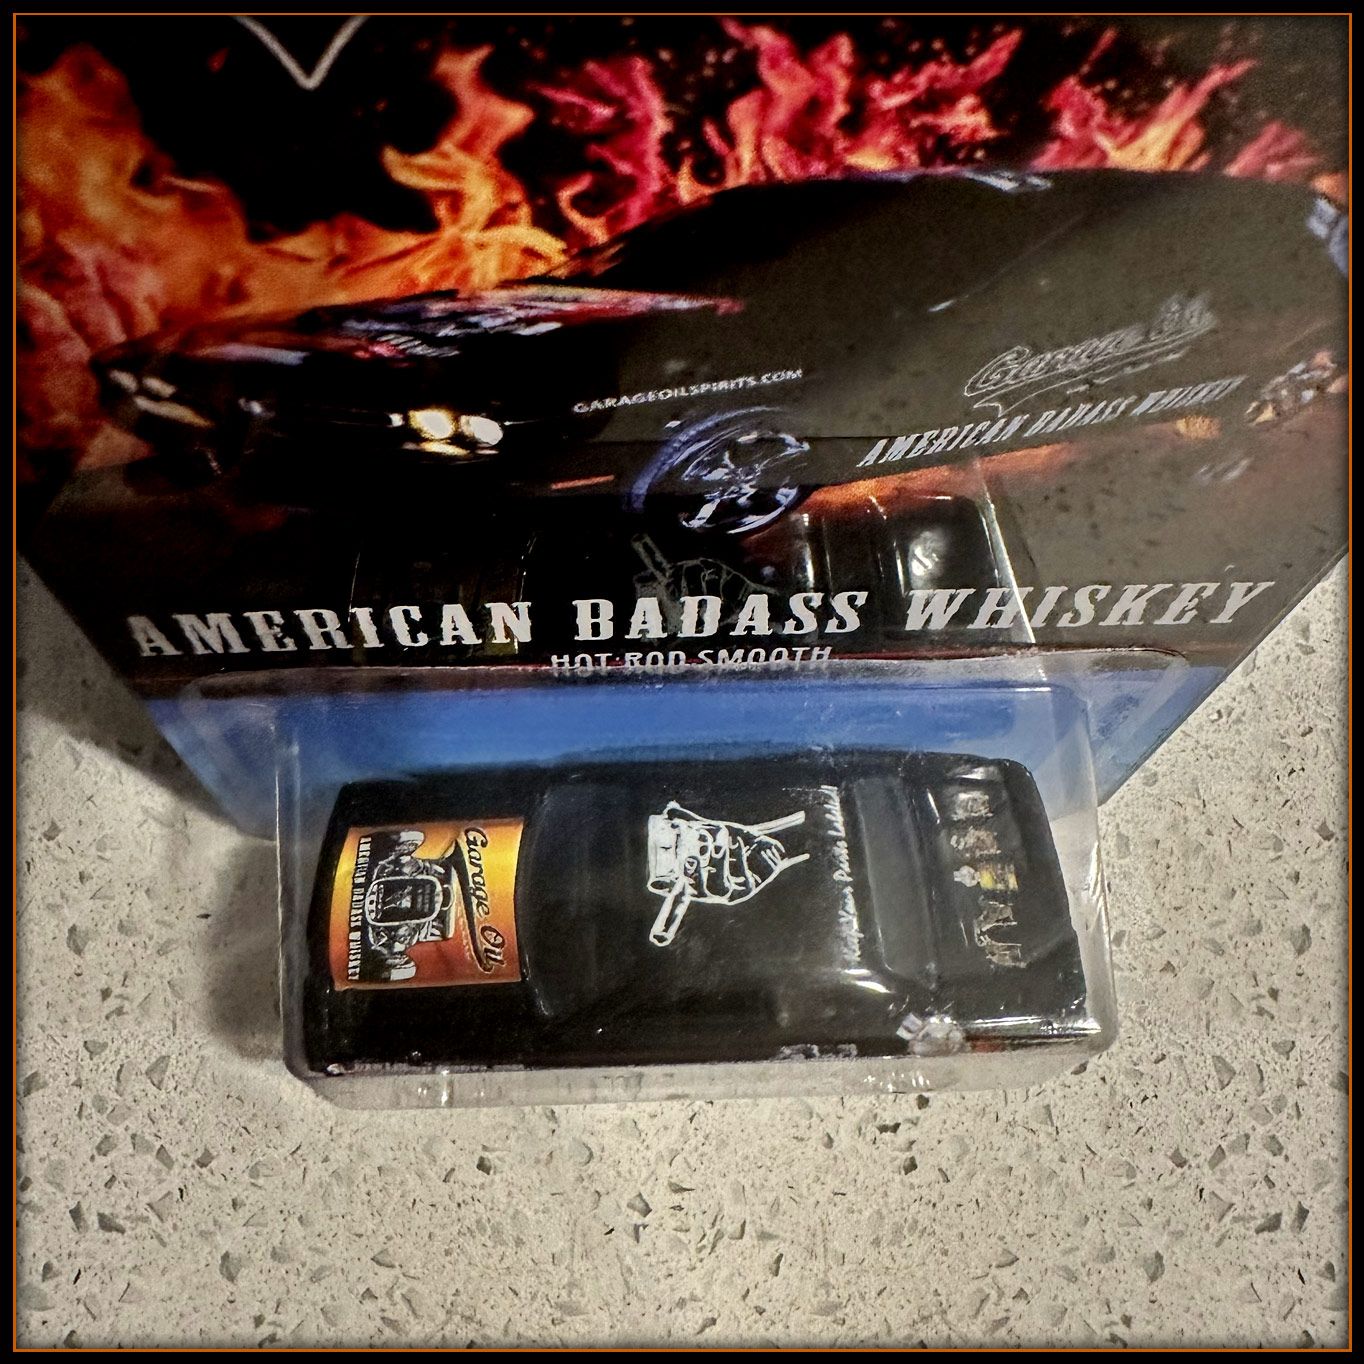 GARAGEOILSPIRITS.COM
Garage Oil
AMERICAN BADASS WHISKEY
AMERICAN BADASS WHISKEY
HOT ROD SMOOTH
Garage Oil
AMERICAN BADASS WHISKEY